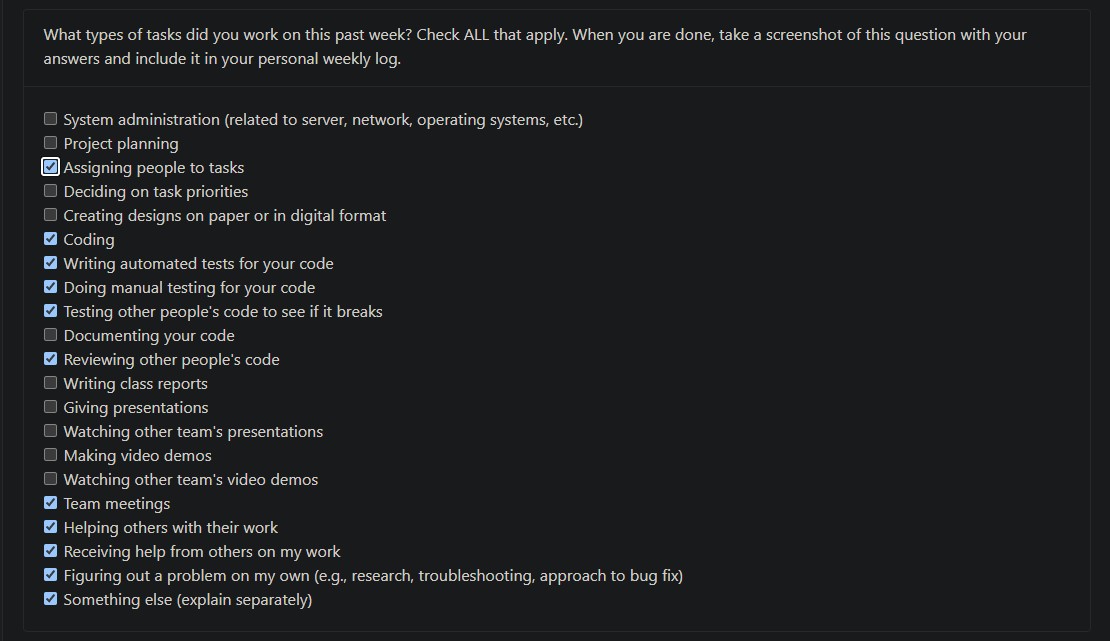 What types of tasks did you work on this past week? Check ALL that apply. When you are done, take a screenshot of this question with your
answers and include it in your personal weekly log.
System administration (related to server, network, operating systems, etc.)
Project planning
Assigning people to tasks
Deciding on task priorities
Creating designs on paper or in digital format
Coding
Writing automated tests for your code
Doing manual testing for your code
Testing other people's code to see if it breaks
Documenting your code
Reviewing other people's code
Writing class reports
Giving presentations
Watching other team's presentations
Making video demos
Watching other team's video demos
Team meetings
Helping others with their work
Receiving help from others on my work
Figuring out a problem on my own (e.g., research, troubleshooting, approach to bug fix)
Something else (explain separately)